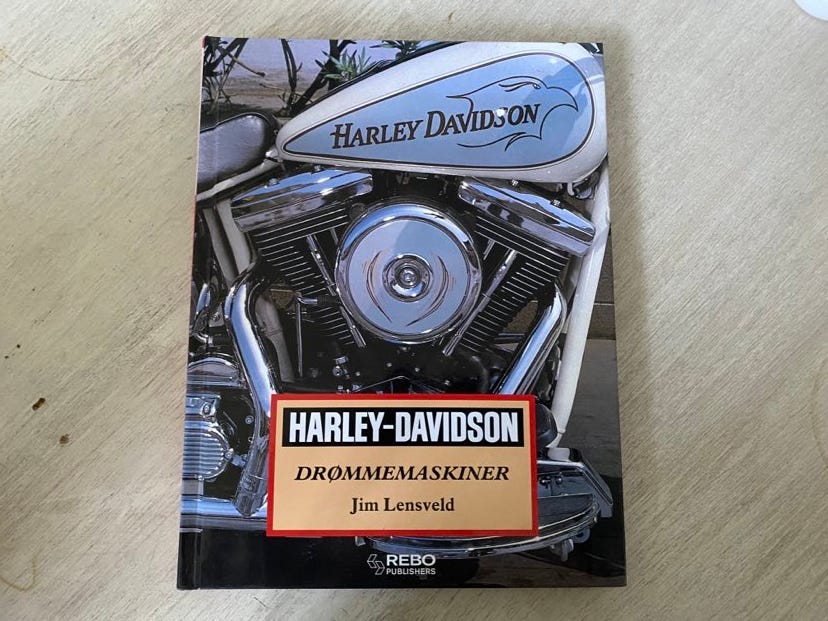 HARLEY DAVIDSON
HARLEY-DAVIDSON
DRØMMEMASKINER
Jim Lensveld
REBO
PUBLISHERS